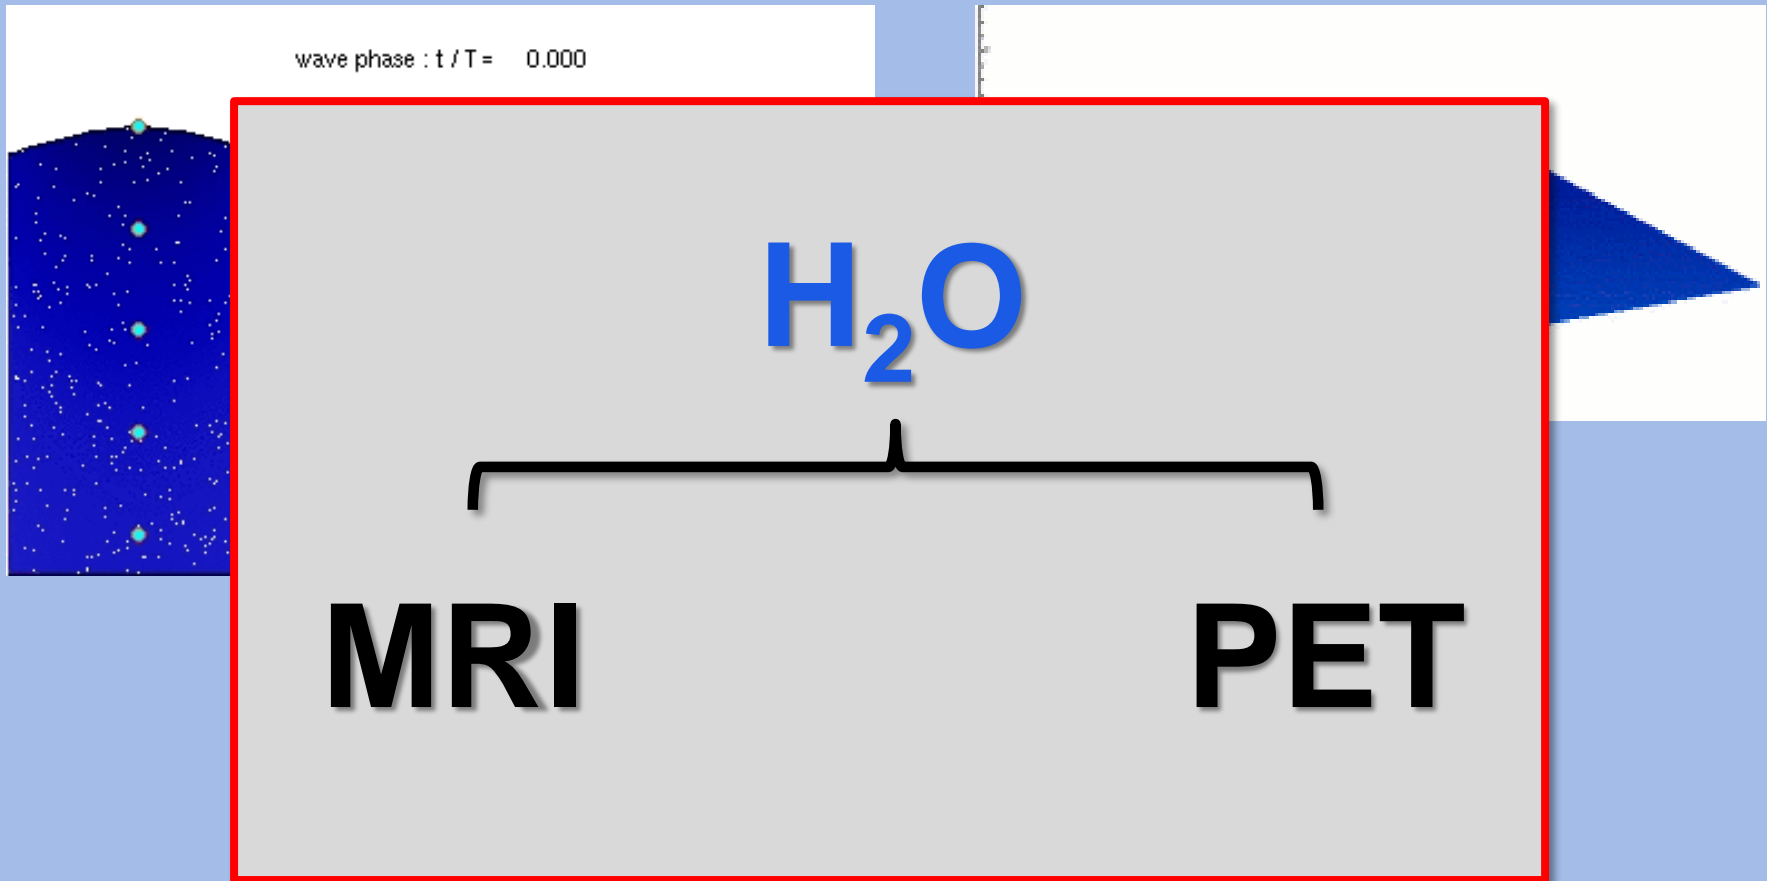 wave phase : t / T = 0.000
H₂O
MRI PET